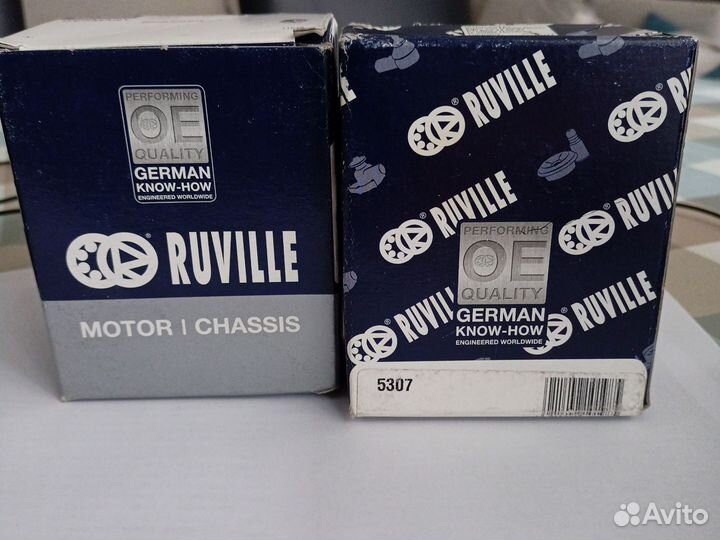 PERFORMING
OE
QUALITY
GERMAN
KNOW-HOW
ENGINEERED WORLDWIDE
RUVILLE
MOTOR | CHASSIS
RUVILLE
RUVILLE
RUVILLE
RUVILLE
RUVILLE
RUVILLE
PERFORMING
OE
QUALITY
GERMAN
KNOW-HOW
ENGINEERED WORLDWIDE
5307
Avito